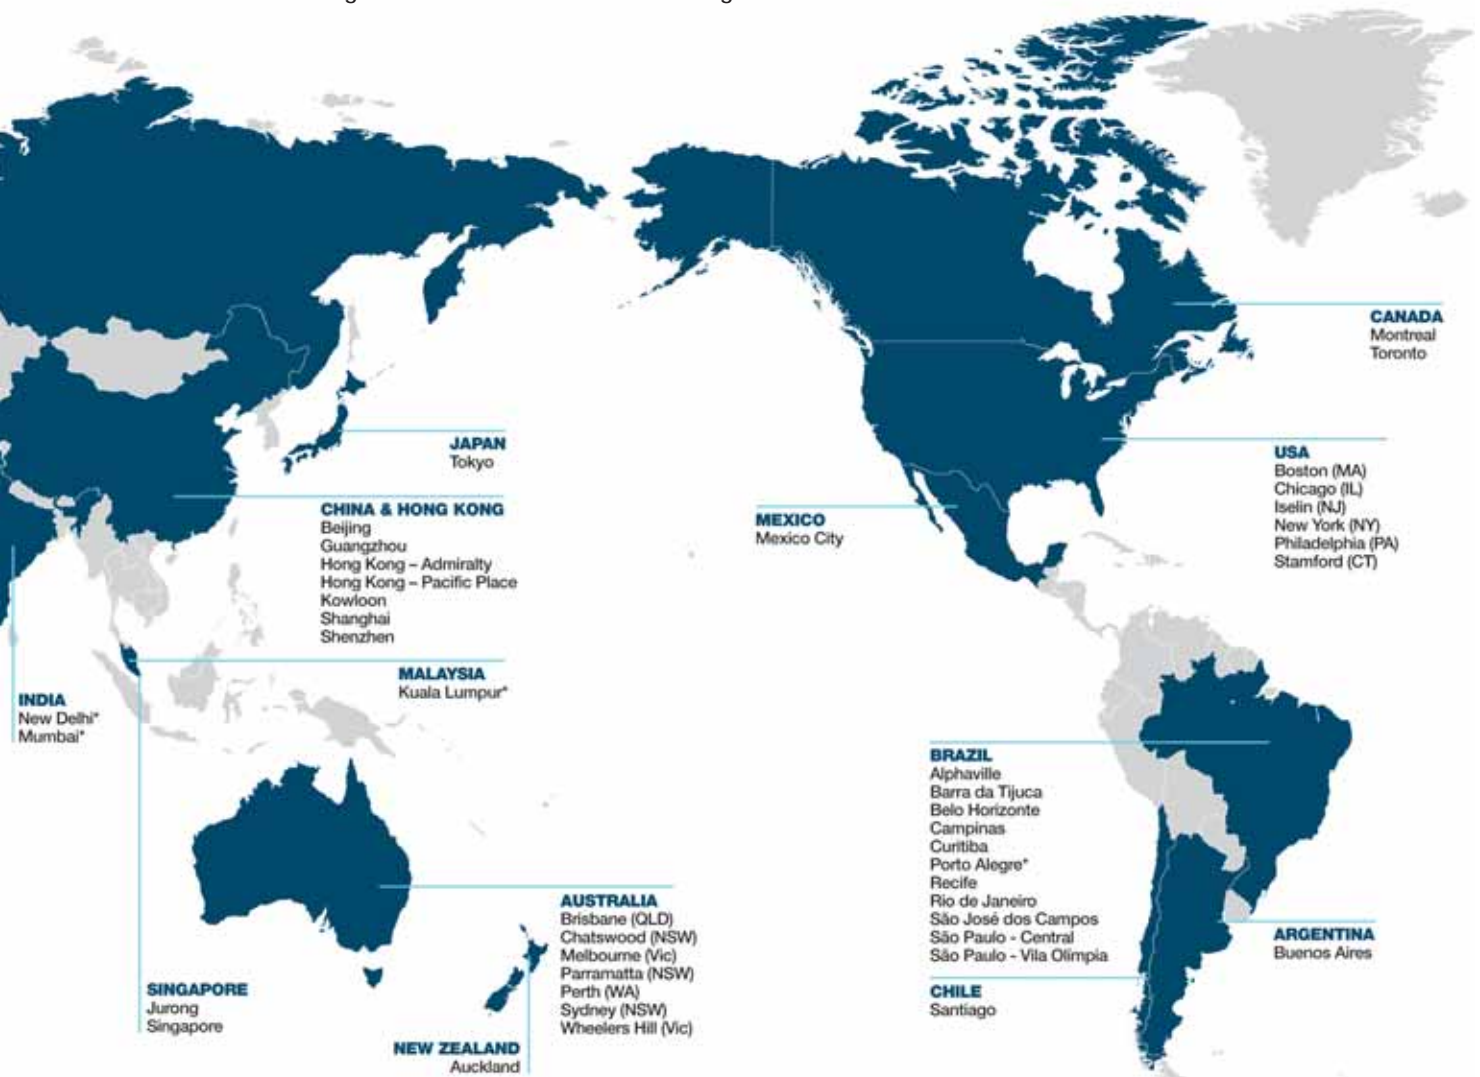 CANADA
Montreal
Toronto
JAPAN
Tokyo
USA
Boston (MA)
Chicago (IL)
Iselin (NJ)
New York (NY)
Philadelphia (PA)
Stamford (CT)
CHINA & HONG KONG
Beijing
Guangzhou
Hong Kong – Admiralty
Hong Kong – Pacific Place
Kowloon
Shanghai
Shenzhen
MEXICO
Mexico City
MALAYSIA
Kuala Lumpur*
INDIA
New Delhi*
Mumbai*
BRAZIL
Alphaville
Barra da Tijuca
Belo Horizonte
Campinas
Curitiba
Porto Alegre*
Recife
Rio de Janeiro
São José dos Campos
São Paulo - Central
São Paulo - Vila Olímpia
AUSTRALIA
Brisbane (QLD)
Chatswood (NSW)
Melbourne (Vic)
Parramatta (NSW)
Perth (WA)
Sydney (NSW)
Wheelers Hill (Vic)
ARGENTINA
Buenos Aires
SINGAPORE
Jurong
Singapore
CHILE
Santiago
NEW ZEALAND
Auckland